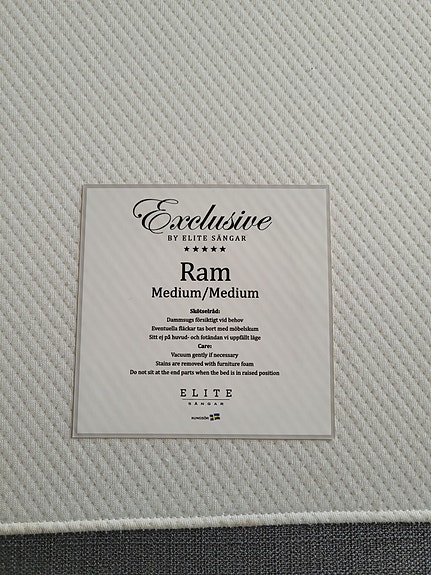 Exclusive
BY ELITE SÄNGAR
★★★★★
Ram
Medium/Medium
Skötselråd:
Dammsugs försiktigt vid behov
Eventuella fläckar tas bort med möbelskum
Sitt ej på huvud- och fotändan vi uppfällt läge
Care:
Vacuum gently if necessary
Stains are removed with furniture foam
Do not sit at the end parts when the bed is in raised position
ELITE
SÄNGAR
KUNGSÖR